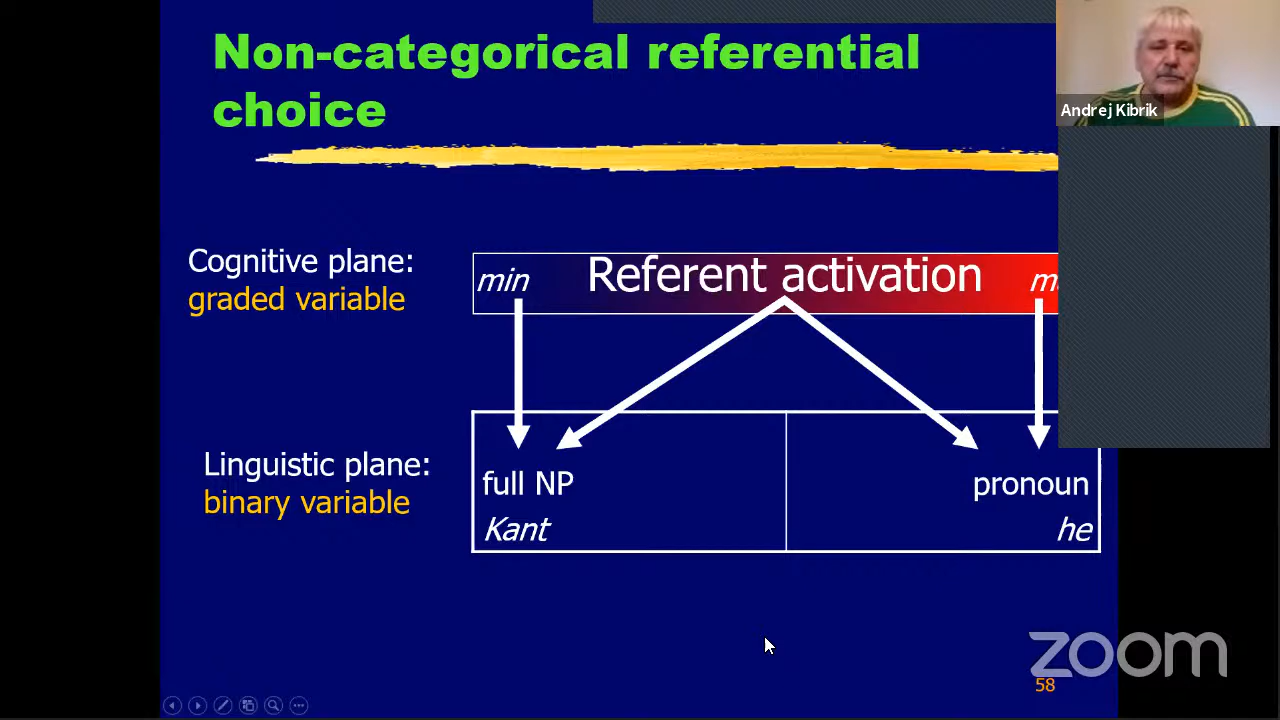 Non-categorical referential
choice
Andrej Kibrik
Cognitive plane:
graded variable
min Referent activation
Linguistic plane:
binary variable
full NP pronoun
Kant he
zoom
58